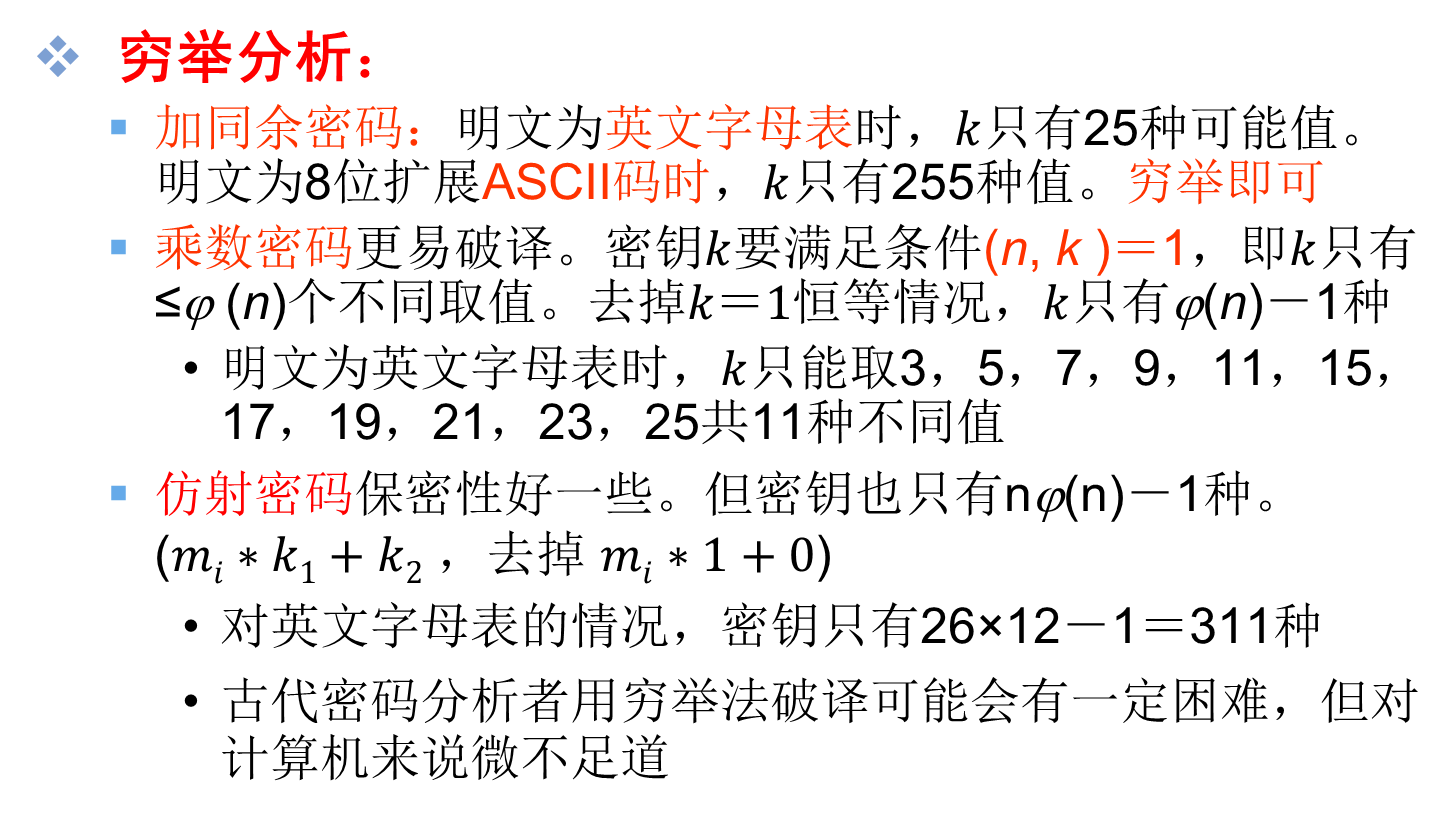 ❖ 穷举分析：
▪ 加同余密码：明文为英文字母表时，k只有25种可能值。
明文为8位扩展ASCII码时，k只有255种值。穷举即可
▪ 乘数密码更易破译。密钥k要满足条件(n, k )＝1，即k只有
≤φ (n)个不同取值。去掉k＝1恒等情况，k只有φ(n)－1种
• 明文为英文字母表时，k只能取3，5，7，9，11，15，
17，19，21，23，25共11种不同值
▪ 仿射密码保密性好一些。但密钥也只有nφ(n)－1种。
(mᵢ ∗ k₁ + k₂ ，去掉 mᵢ ∗ 1 + 0)
• 对英文字母表的情况，密钥只有26×12－1＝311种
• 古代密码分析者用穷举法破译可能会有一定困难，但对
计算机来说微不足道